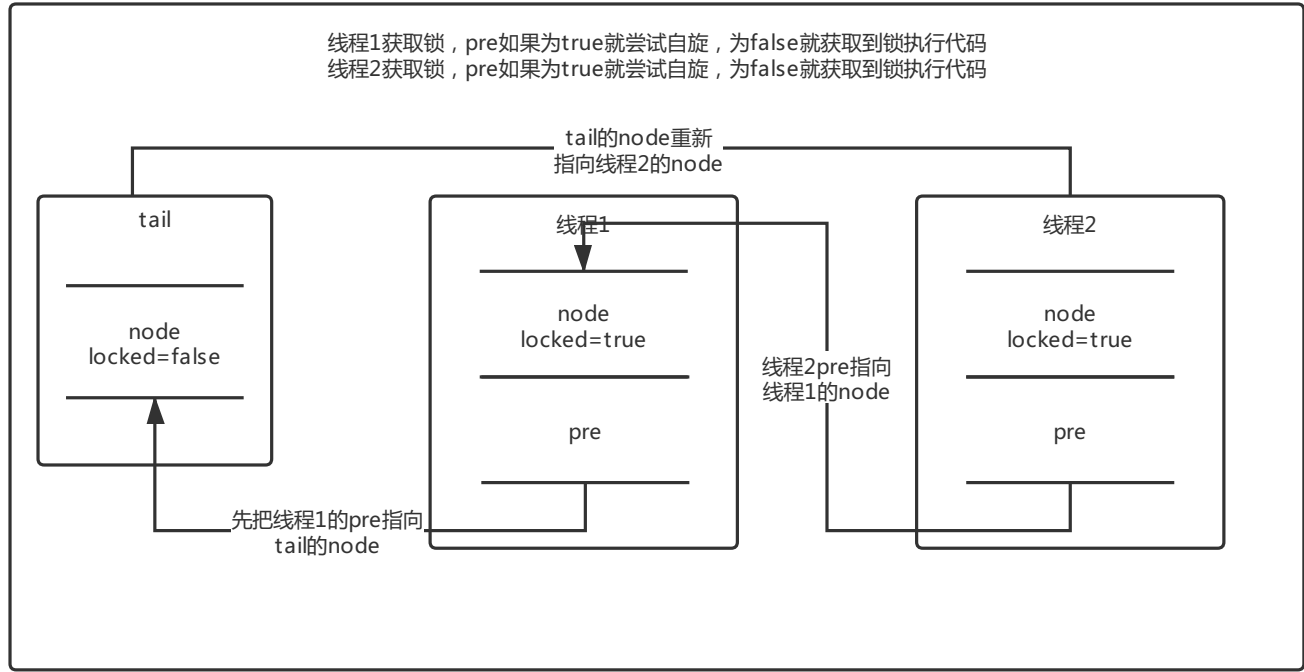 线程1获取锁，pre如果为true就尝试自旋，为false就获取到锁执行代码
线程2获取锁，pre如果为true就尝试自旋，为false就获取到锁执行代码
tail的node重新
指向线程2的node
tail
node
locked=false
线程1
node
locked=true
pre
线程2pre指向
线程1的node
线程2
node
locked=true
pre
先把线程1的pre指向
tail的node